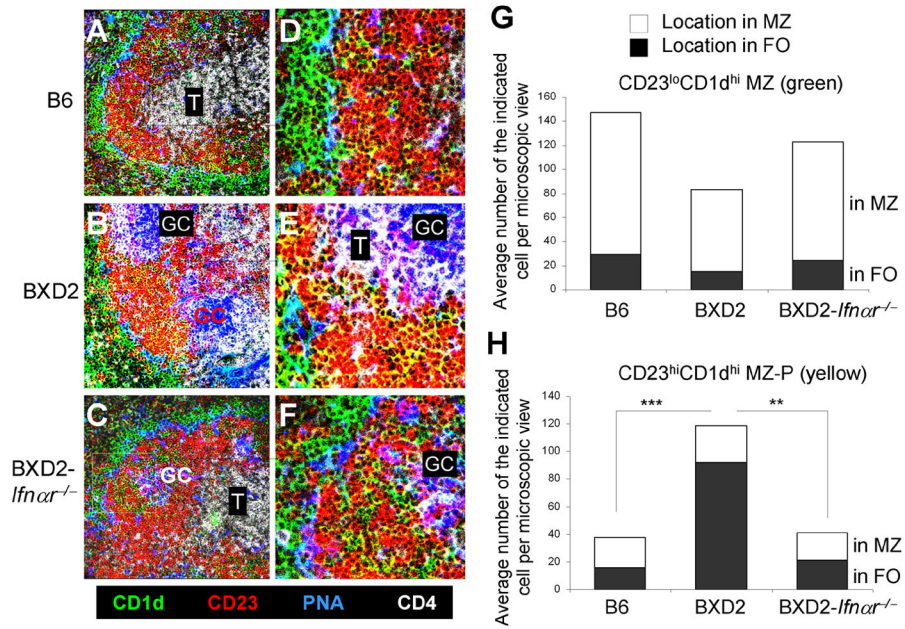 A
D
B6
T
B
GC
GC
E
T
GC
BXD2
C
GC
T
F
GC
BXD2-
Ifnαr–/–
CD1d CD23 PNA CD4
G
Location in MZ
Location in FO
CD23loCD1dhi MZ (green)
Average number of the indicated
cell per microscopic view
160
140
120
100
80
60
40
20
0
in MZ
in FO
B6 BXD2 BXD2-Ifnαr–/–
H
CD23hiCD1dhi MZ-P (yellow)
Average number of the indicated
cell per microscopic view
140
120
100
80
60
40
20
0
*** **
in MZ
in FO
B6 BXD2 BXD2-Ifnαr–/–